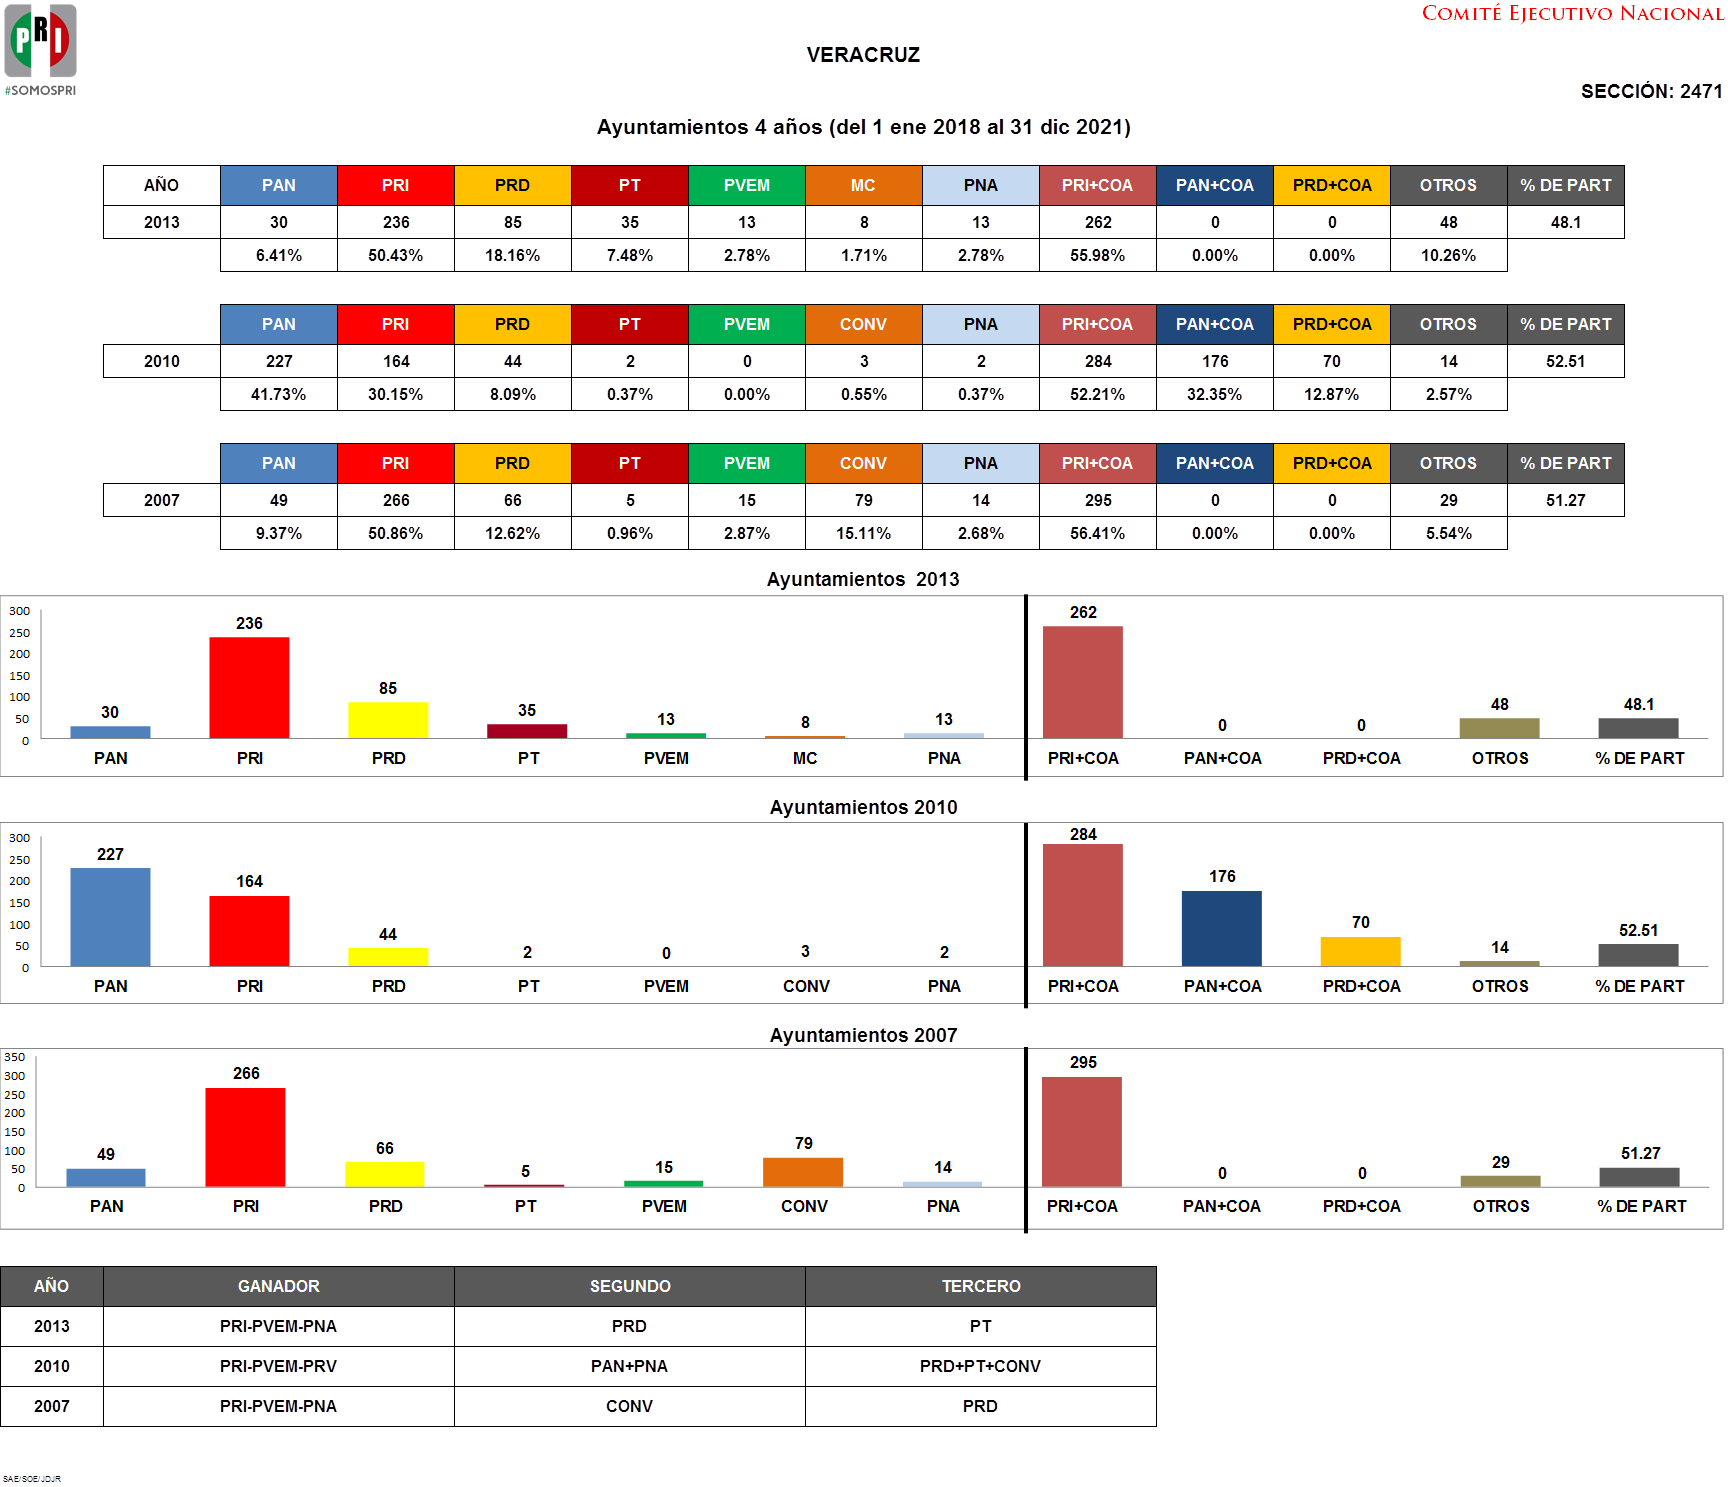 PRI
#SOMOSPRI
COMITÉ EJECUTIVO NACIONAL
VERACRUZ
SECCIÓN: 2471
Ayuntamientos 4 años (del 1 ene 2018 al 31 dic 2021)
AÑO PAN PRI PRD PT PVEM MC PNA PRI+COA PAN+COA PRD+COA OTROS % DE PART
2013 30 236 85 35 13 8 13 262 0 0 48 48.1
6.41% 50.43% 18.16% 7.48% 2.78% 1.71% 2.78% 55.98% 0.00% 0.00% 10.26%
PAN PRI PRD PT PVEM CONV PNA PRI+COA PAN+COA PRD+COA OTROS % DE PART
2010 227 164 44 2 0 3 2 284 176 70 14 52.51
41.73% 30.15% 8.09% 0.37% 0.00% 0.55% 0.37% 52.21% 32.35% 12.87% 2.57%
PAN PRI PRD PT PVEM CONV PNA PRI+COA PAN+COA PRD+COA OTROS % DE PART
2007 49 266 66 5 15 79 14 295 0 0 29 51.27
9.37% 50.86% 12.62% 0.96% 2.87% 15.11% 2.68% 56.41% 0.00% 0.00% 5.54%
Ayuntamientos 2013
300
250
200
150
100
50
0
30 236 85 35 13 8 13 262 0 0 48 48.1
PAN PRI PRD PT PVEM MC PNA PRI+COA PAN+COA PRD+COA OTROS % DE PART
Ayuntamientos 2010
300
250
200
150
100
50
0
227 164 44 2 0 3 2 284 176 70 14 52.51
PAN PRI PRD PT PVEM CONV PNA PRI+COA PAN+COA PRD+COA OTROS % DE PART
Ayuntamientos 2007
350
300
250
200
150
100
50
0
49 266 66 5 15 79 14 295 0 0 29 51.27
PAN PRI PRD PT PVEM CONV PNA PRI+COA PAN+COA PRD+COA OTROS % DE PART
AÑO GANADOR SEGUNDO TERCERO
2013 PRI-PVEM-PNA PRD PT
2010 PRI-PVEM-PRV PAN+PNA PRD+PT+CONV
2007 PRI-PVEM-PNA CONV PRD
SAE/SOE/JDJR